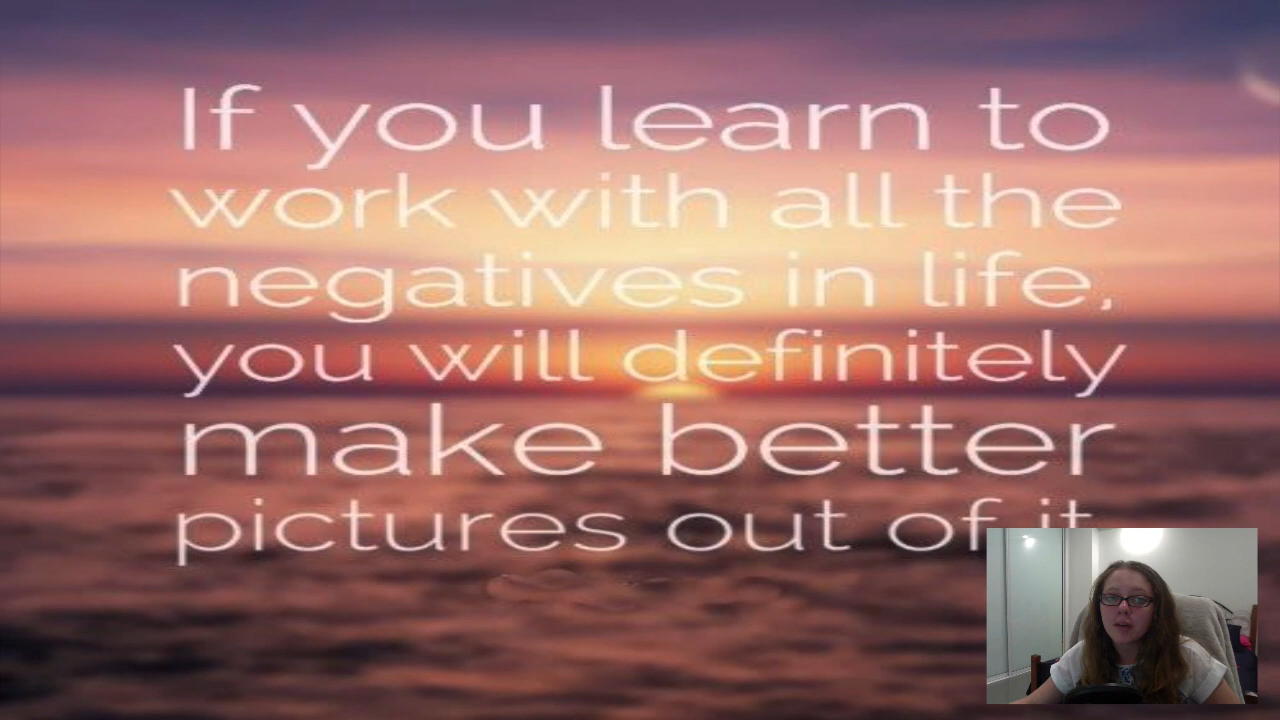 If you learn to
work with all the
negatives in life,
you will definitely
make better
pictures out of it